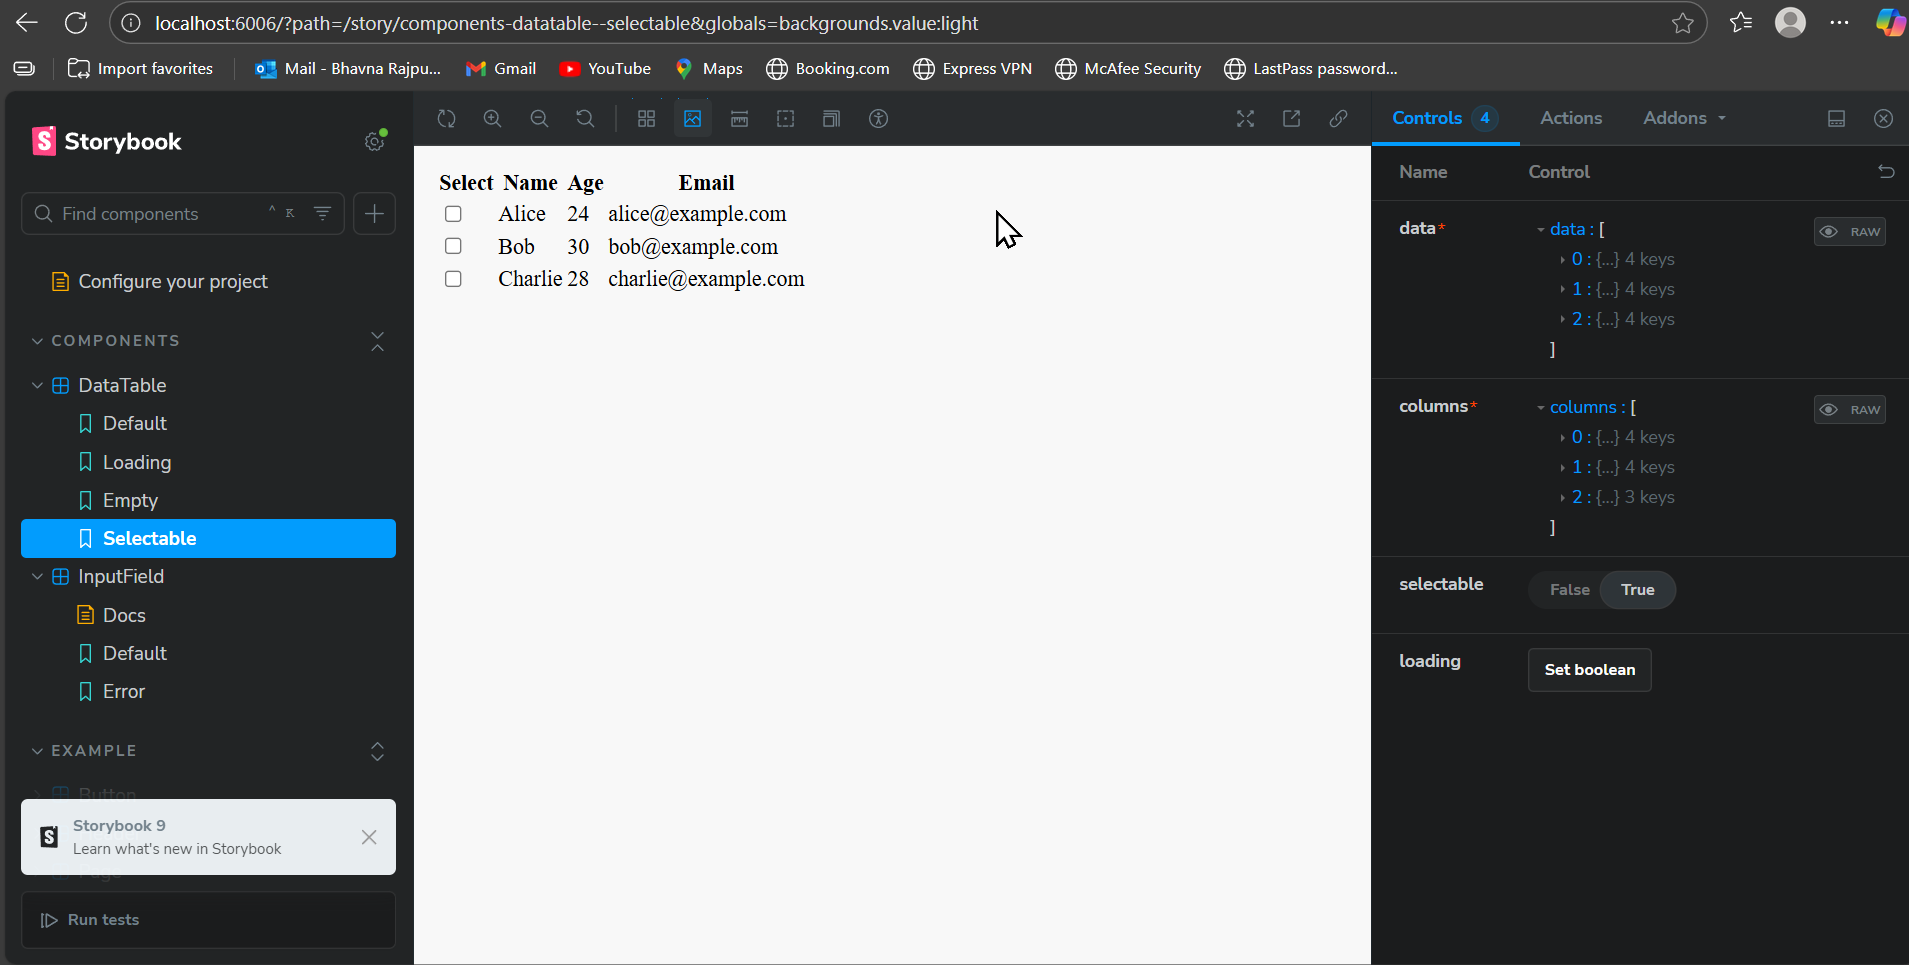 localhost:6006/?path=/story/components-datatable--selectable&globals=backgrounds.value:light
Import favorites
Mail - Bhavna Rajpu...
Gmail
YouTube
Maps
Booking.com
Express VPN
McAfee Security
LastPass password...
Storybook
Find components
^ K
Configure your project
COMPONENTS
DataTable
Default
Loading
Empty
Selectable
InputField
Docs
Default
Error
EXAMPLE
Button
Storybook 9
Learn what's new in Storybook
Page
Run tests
Select Name Age Email
Alice 24 alice@example.com
Bob 30 bob@example.com
Charlie 28 charlie@example.com
Controls 4 Actions Addons
Name Control
data* data : [ RAW
0 : {...} 4 keys
1 : {...} 4 keys
2 : {...} 4 keys
]
columns* columns : [ RAW
0 : {...} 4 keys
1 : {...} 4 keys
2 : {...} 3 keys
]
selectable False True
loading Set boolean